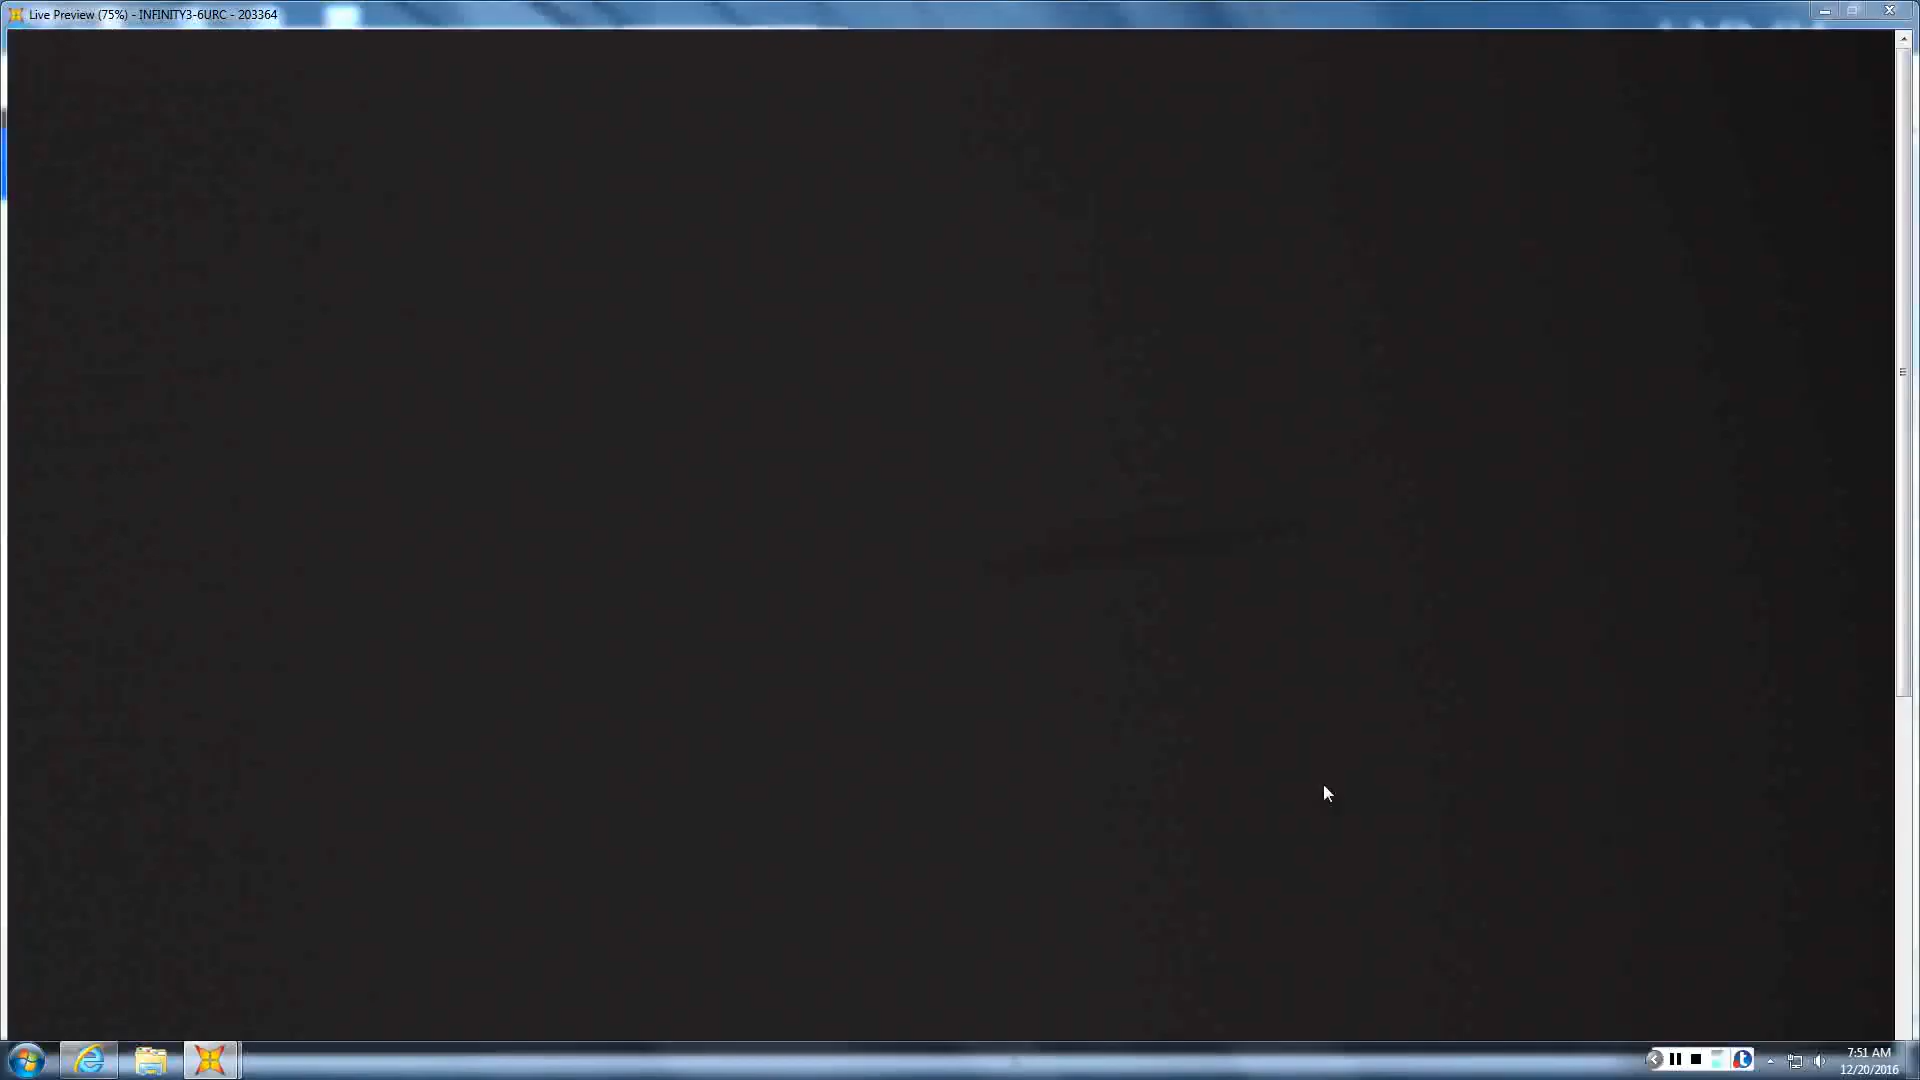 Live Preview (75%) - INFINITY3-6URC - 203364
7:51 AM
12/20/2016